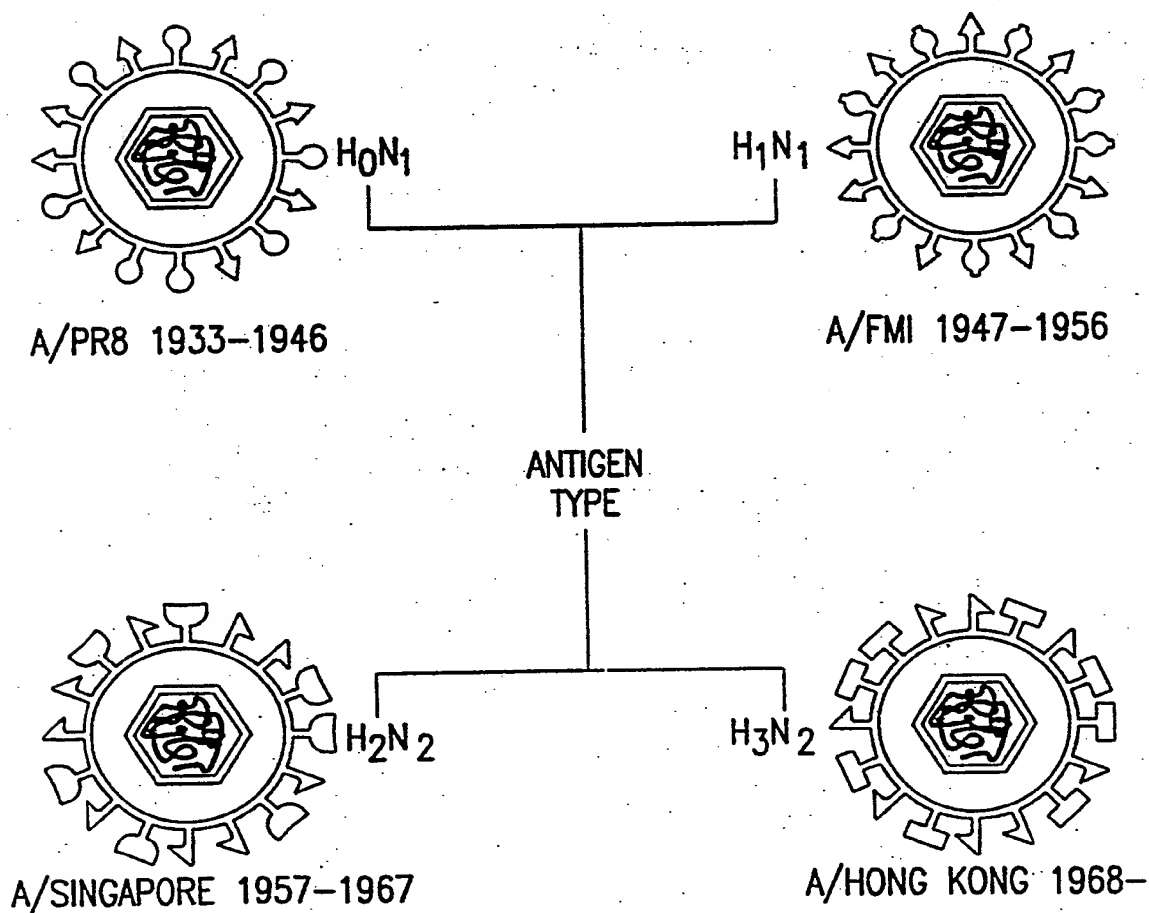 H₀N₁
H₁N₁
A/PR8 1933–1946
A/FMI 1947–1956
ANTIGEN
TYPE
H₂N₂
H₃N₂
A/SINGAPORE 1957–1967
A/HONG KONG 1968–